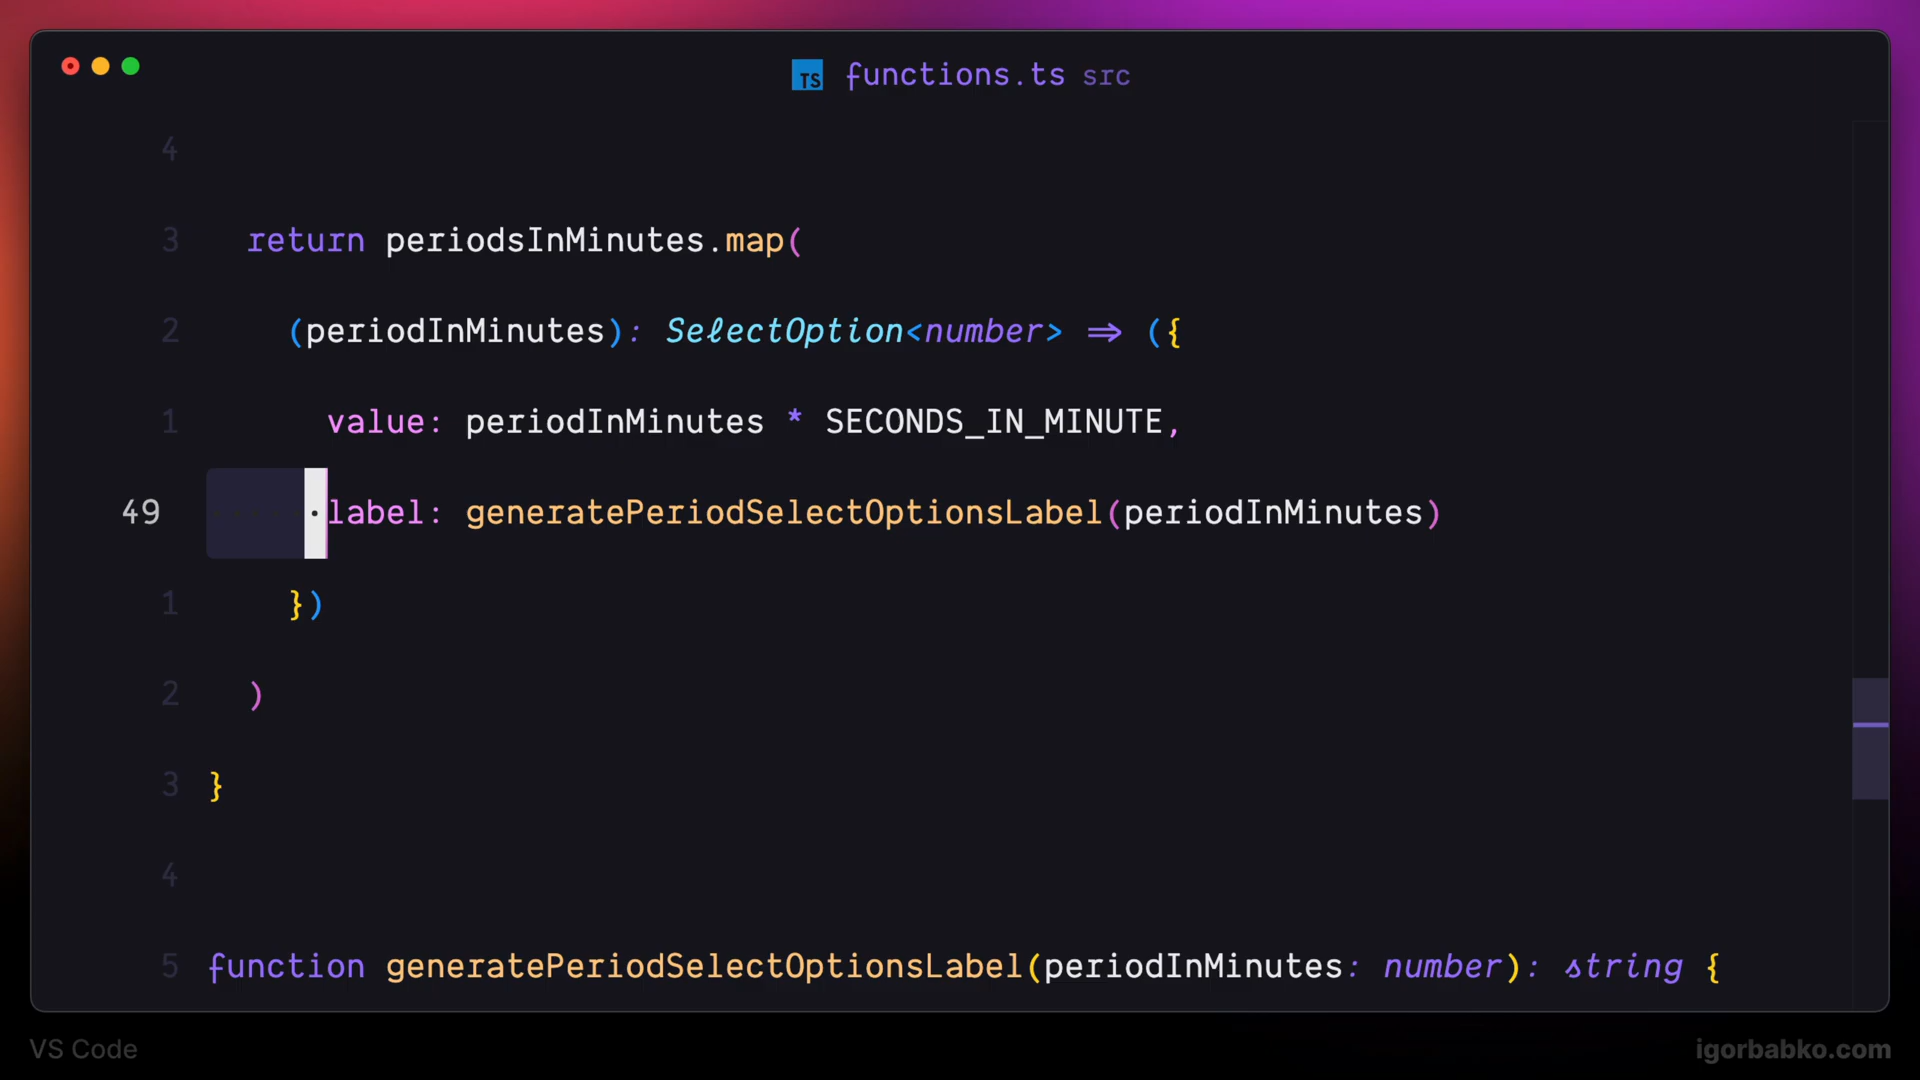 TS functions.ts src
4
3 return periodsInMinutes.map(
2 (periodInMinutes): SelectOption<number> => ({
1 value: periodInMinutes * SECONDS_IN_MINUTE,
49 label: generatePeriodSelectOptionsLabel(periodInMinutes)
1 })
2 )
3 }
4
5 function generatePeriodSelectOptionsLabel(periodInMinutes: number): string {
VS Code
igorbabko.com